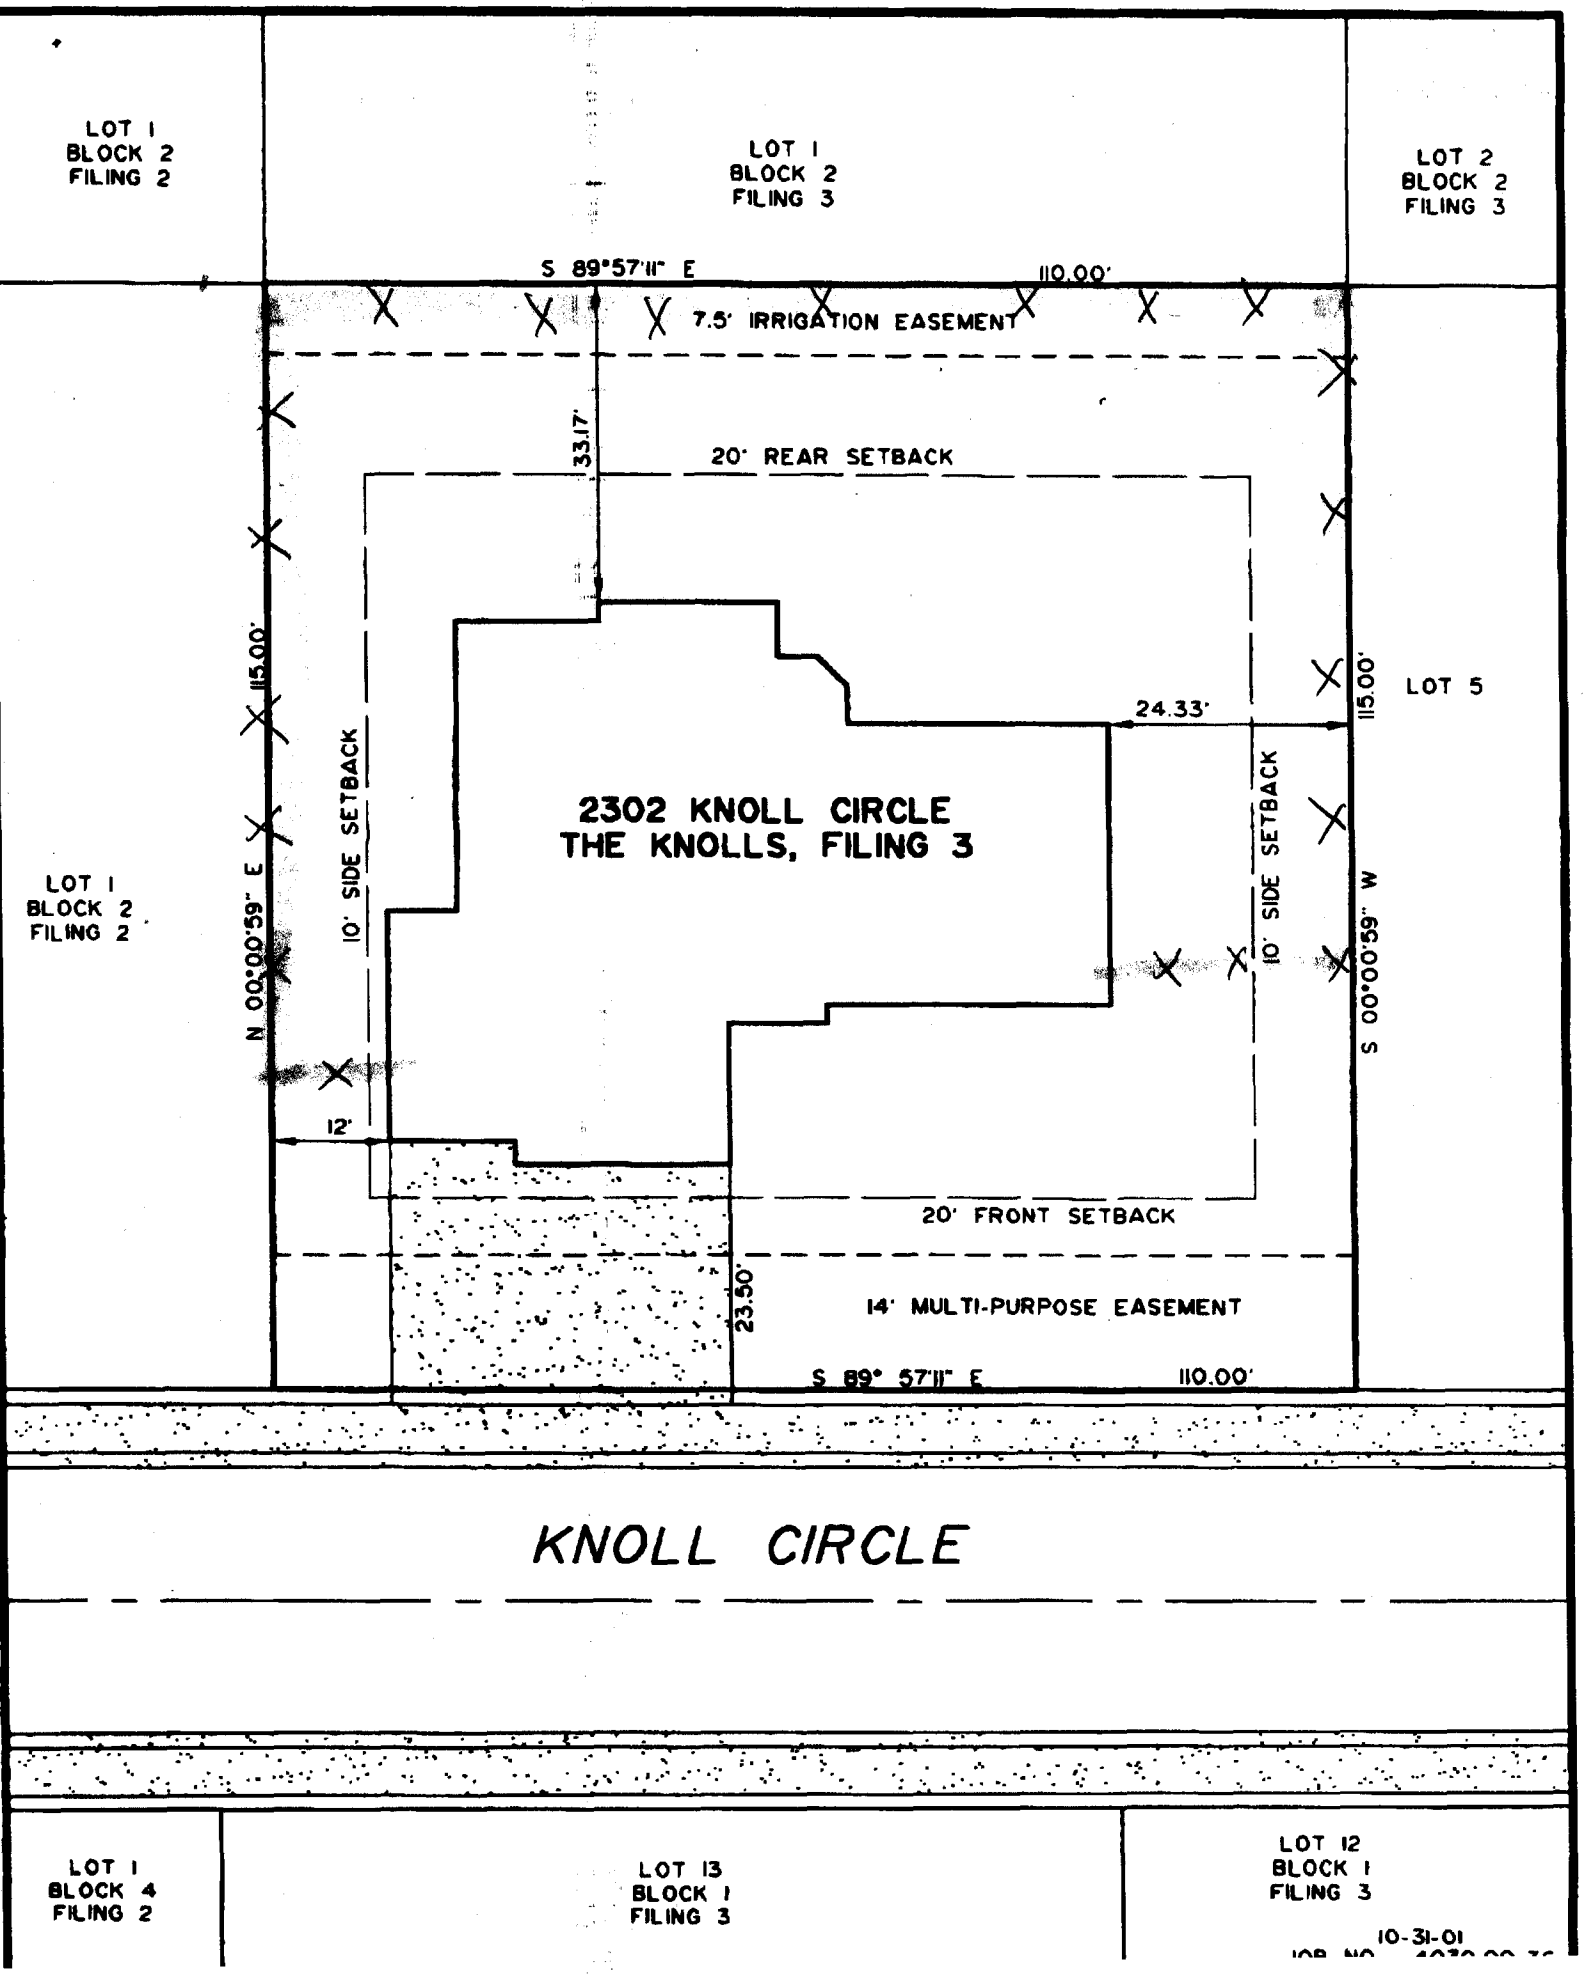 LOT 1
BLOCK 2
FILING 2
LOT 1
BLOCK 2
FILING 3
LOT 2
BLOCK 2
FILING 3
S 89°57'11" E
110.00'
7.5' IRRIGATION EASEMENT
33.17'
20' REAR SETBACK
115.00'
N 00°00'59" E
10' SIDE SETBACK
24.33'
115.00'
S 00°00'59" W
LOT 5
10' SIDE SETBACK
2302 KNOLL CIRCLE
THE KNOLLS, FILING 3
LOT 1
BLOCK 2
FILING 2
12'
20' FRONT SETBACK
23.50'
14' MULTI-PURPOSE EASEMENT
S 89° 57'11" E
110.00'
KNOLL CIRCLE
LOT 1
BLOCK 4
FILING 2
LOT 13
BLOCK 1
FILING 3
LOT 12
BLOCK 1
FILING 3
10-31-01
JOB NO.